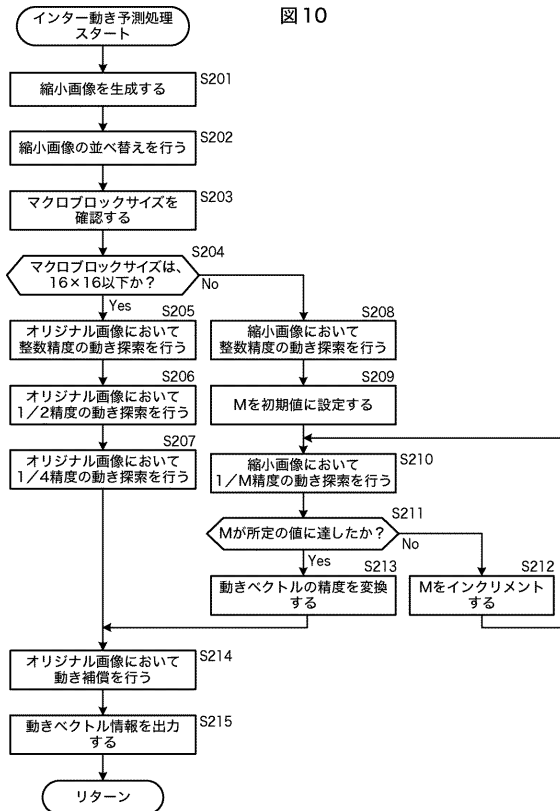 図10
インター動き予測処理
スタート
S201
縮小画像を生成する
S202
縮小画像の並べ替えを行う
S203
マクロブロックサイズを
確認する
S204
マクロブロックサイズは、
16×16以下か？
No
Yes
S205
オリジナル画像において
整数精度の動き探索を行う
S206
オリジナル画像において
1／2精度の動き探索を行う
S207
オリジナル画像において
1／4精度の動き探索を行う
S208
縮小画像において
整数精度の動き探索を行う
S209
Mを初期値に設定する
S210
縮小画像において
1／M精度の動き探索を行う
S211
Mが所定の値に達したか？
No
Yes
S213
動きベクトルの精度を変換
する
S212
Mをインクリメント
する
S214
オリジナル画像において
動き補償を行う
S215
動きベクトル情報を出力
する
リターン